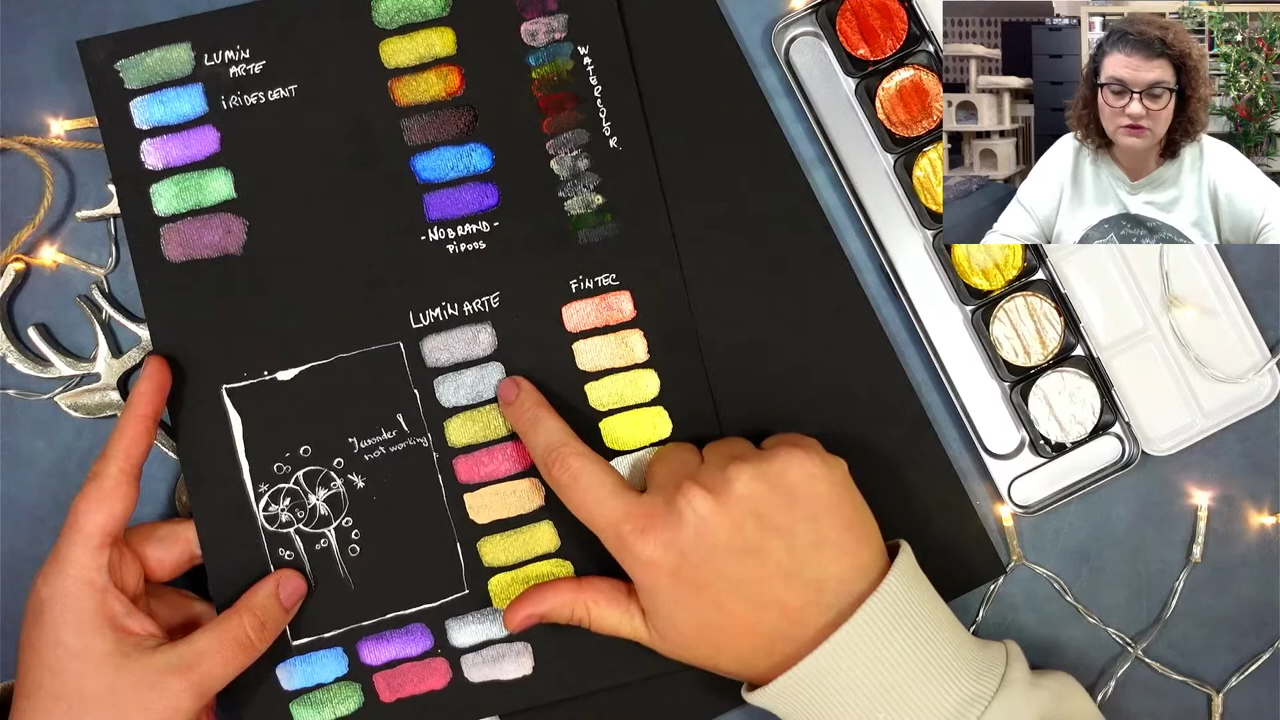 LUMIN
ARTE
iRiDESCENT
WATERCOLOR.
-NOBRAND-
PiPOOS
FiNTEC
LUMiN ARTE
I wonder!
not working